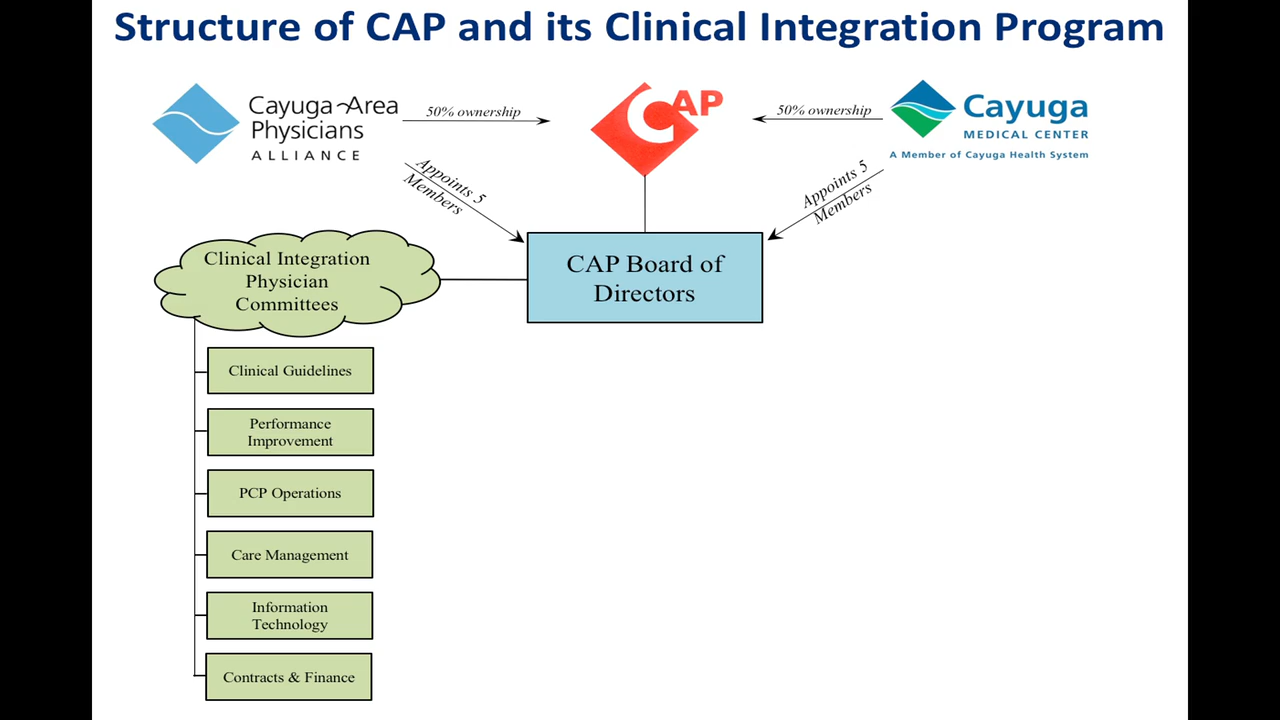 Structure of CAP and its Clinical Integration Program
Cayuga Area
Physicians
ALLIANCE
50% ownership
CAP
50% ownership
Cayuga
MEDICAL CENTER
A Member of Cayuga Health System
Appoints 5
Members
Appoints 5
Members
Clinical Integration
Physician
Committees
CAP Board of
Directors
Clinical Guidelines
Performance
Improvement
PCP Operations
Care Management
Information
Technology
Contracts & Finance